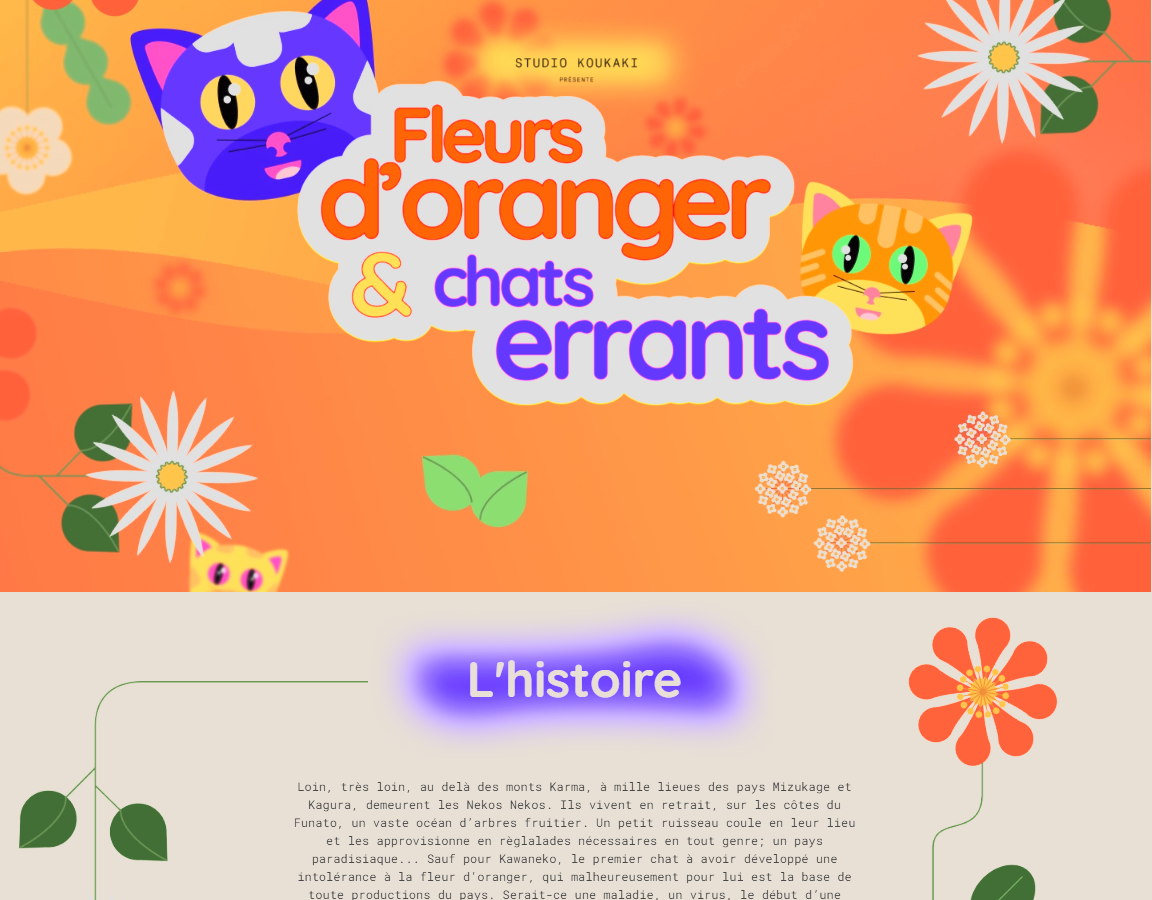 STUDIO KOUKAKI
PRÉSENTE
Fleurs
d’oranger
& chats
errants
L'histoire
Loin, très loin, au delà des monts Karma, à mille lieues des pays Mizukage et
Kagura, demeurent les Nekos Nekos. Ils vivent en retrait, sur les côtes du
Funato, un vaste océan d’arbres fruitier. Un petit ruisseau coule en leur lieu
et les approvisionne en règlalades nécessaires en tout genre; un pays
paradisiaque... Sauf pour Kawaneko, le premier chat à avoir développé une
intolérance à la fleur d’oranger, qui malheureusement pour lui est la base de
toute productions du pays. Serait-ce une maladie, un virus, le début d’une